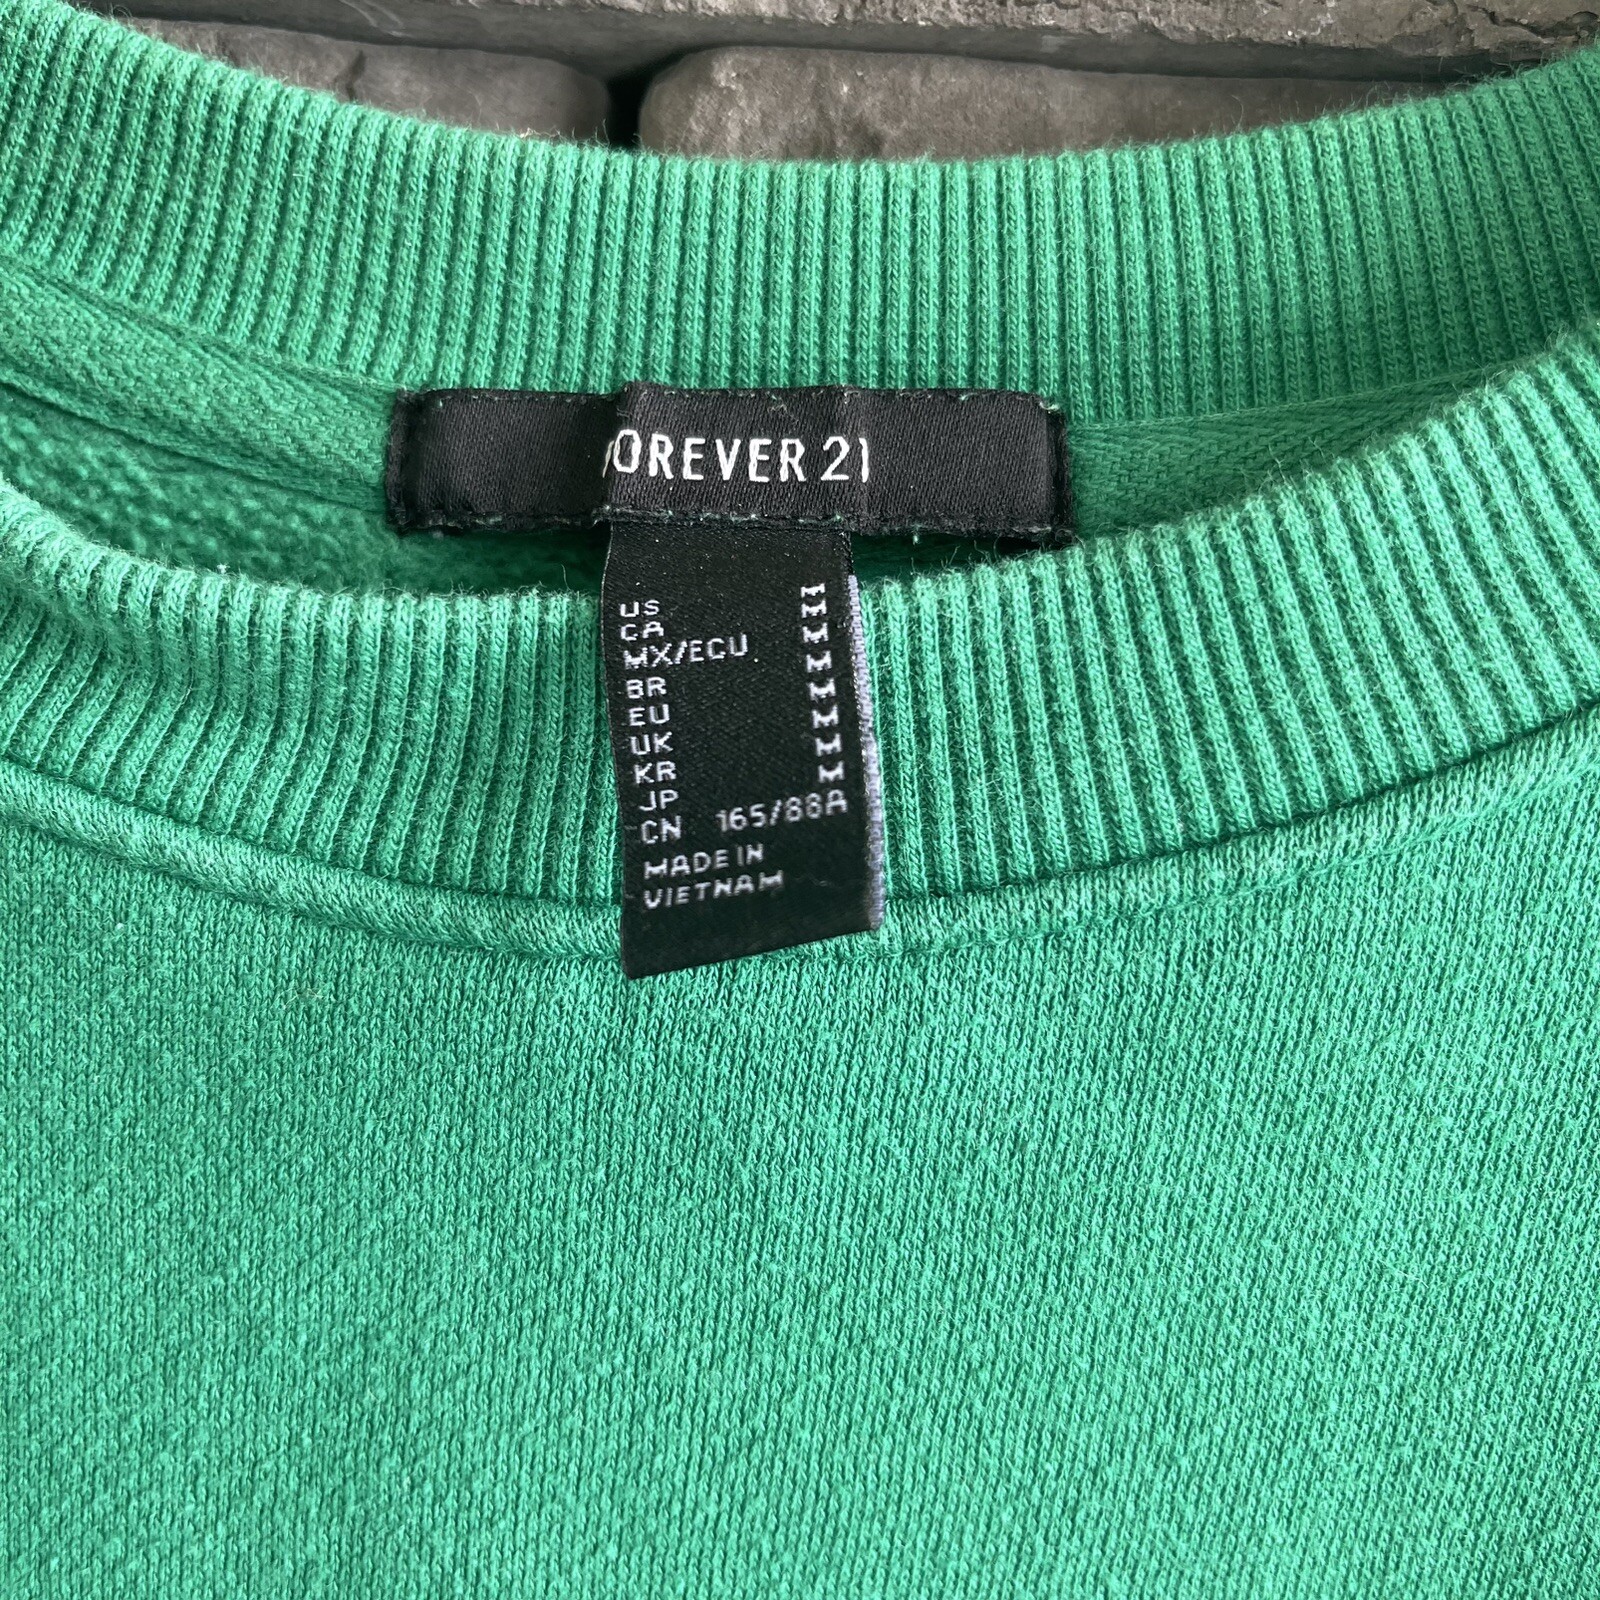 FOREVER 21
US M
CA M
MX/ECU M
BR M
EU M
UK M
KR M
JP
CN 165/88A
MADE IN
VIETNAM